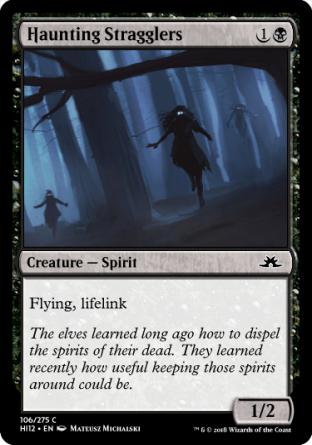 Haunting Stragglers 1
Creature — Spirit
Flying, lifelink
The elves learned long ago how to dispel
the spirits of their dead. They learned
recently how useful keeping those spirits
around could be.
1/2
106/275 C
HI12 • EN Mateusz Michalski
™ & © 2018 Wizards of the Coast